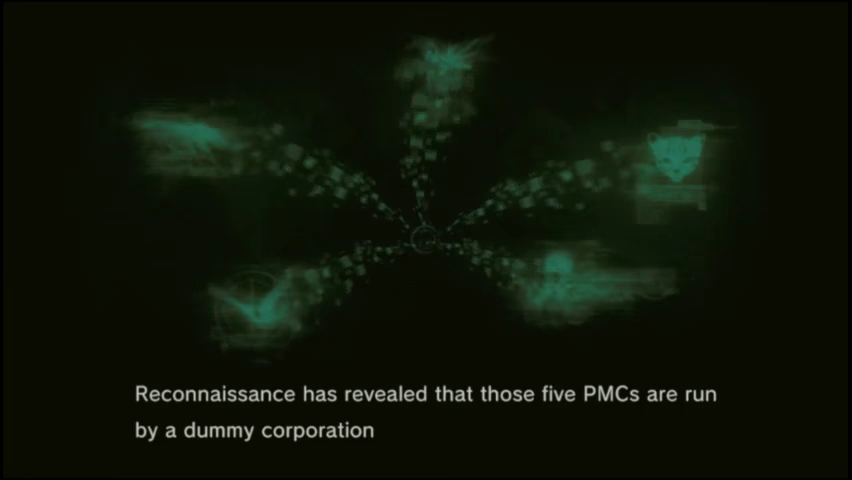 Reconnaissance has revealed that those five PMCs are run
by a dummy corporation